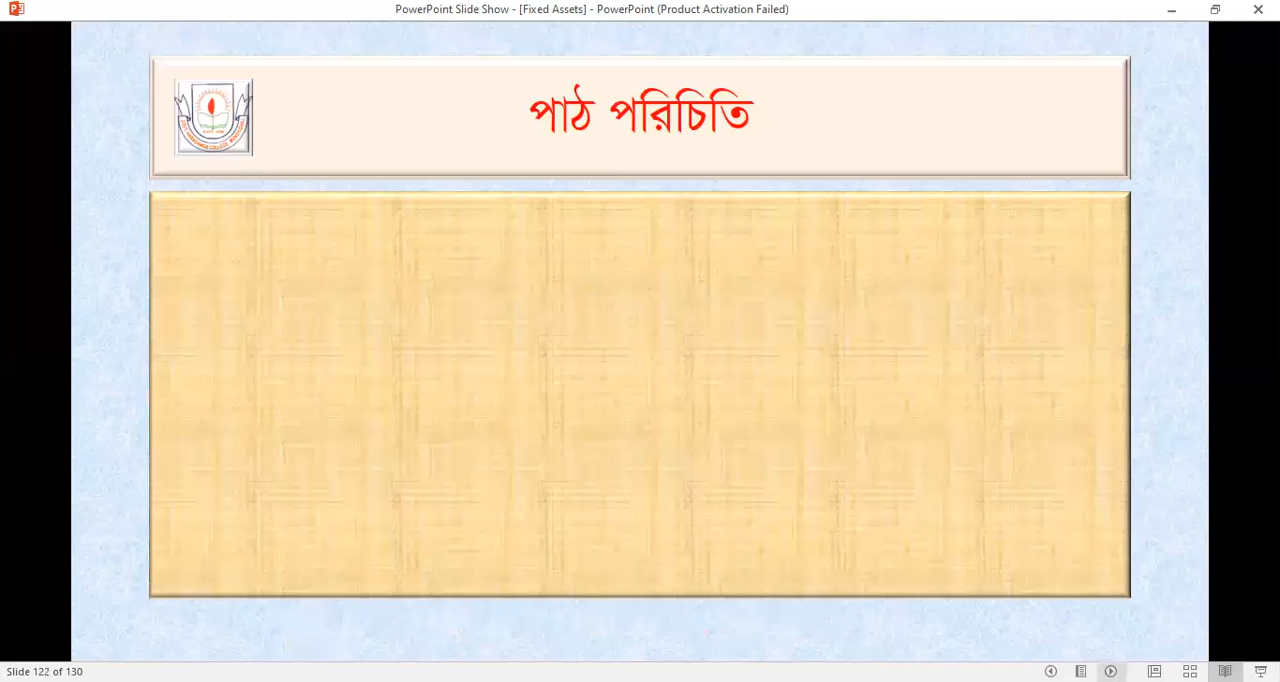 PowerPoint Slide Show - [Fixed Assets] - PowerPoint (Product Activation Failed)
পাঠ পরিচিতি
Slide 122 of 130